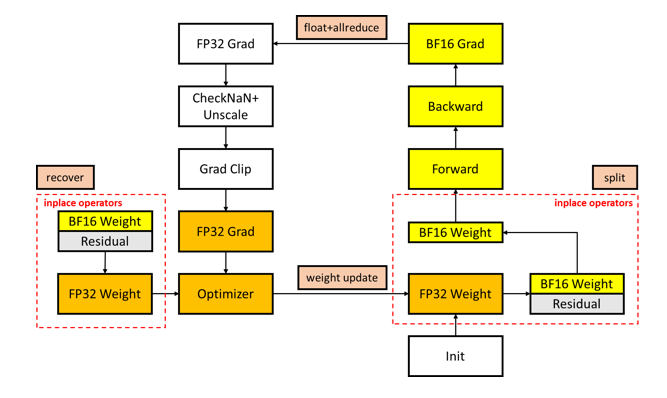 float+allreduce
FP32 Grad
BF16 Grad
CheckNaN+
Unscale
Backward
Grad Clip
Forward
recover
split
inplace operators
inplace operators
BF16 Weight
Residual
FP32 Grad
BF16 Weight
FP32 Weight
Optimizer
weight update
FP32 Weight
BF16 Weight
Residual
Init